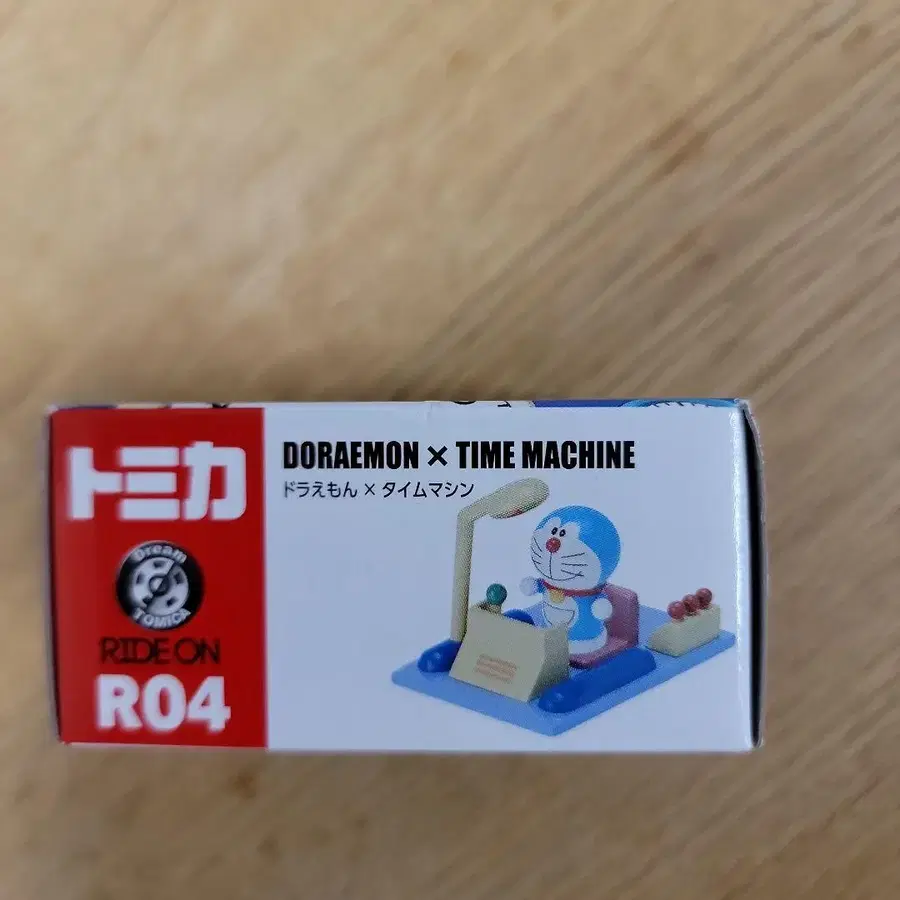 トミカ
Dream
TOMICA
RIDE ON
R04
DORAEMON × TIME MACHINE
ドラえもん × タイムマシン